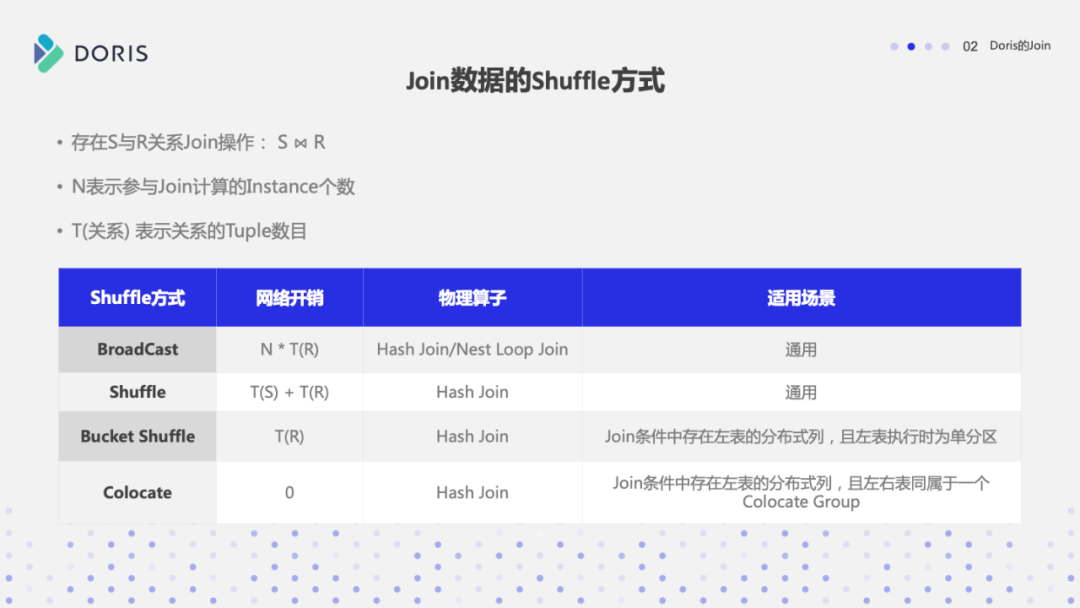 DORIS
02 Doris的Join
Join数据的Shuffle方式
• 存在S与R关系Join操作： S ⋈ R
• N表示参与Join计算的Instance个数
• T(关系) 表示关系的Tuple数目
Shuffle方式 网络开销 物理算子 适用场景
BroadCast N * T(R) Hash Join/Nest Loop Join 通用
Shuffle T(S) + T(R) Hash Join 通用
Bucket Shuffle T(R) Hash Join Join条件中存在左表的分布式列，且左表执行时为单分区
Colocate 0 Hash Join Join条件中存在左表的分布式列，且左右表同属于一个
Colocate Group